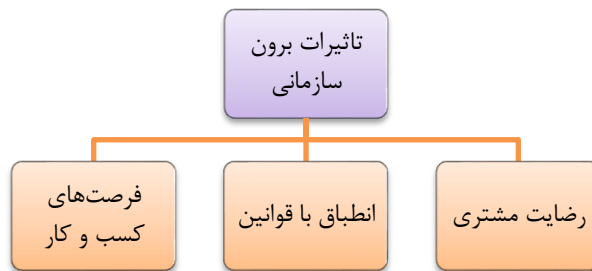 تاثیرات برون
سازمانی
رضایت مشتری
انطباق با قوانین
فرصت‌های
کسب و کار